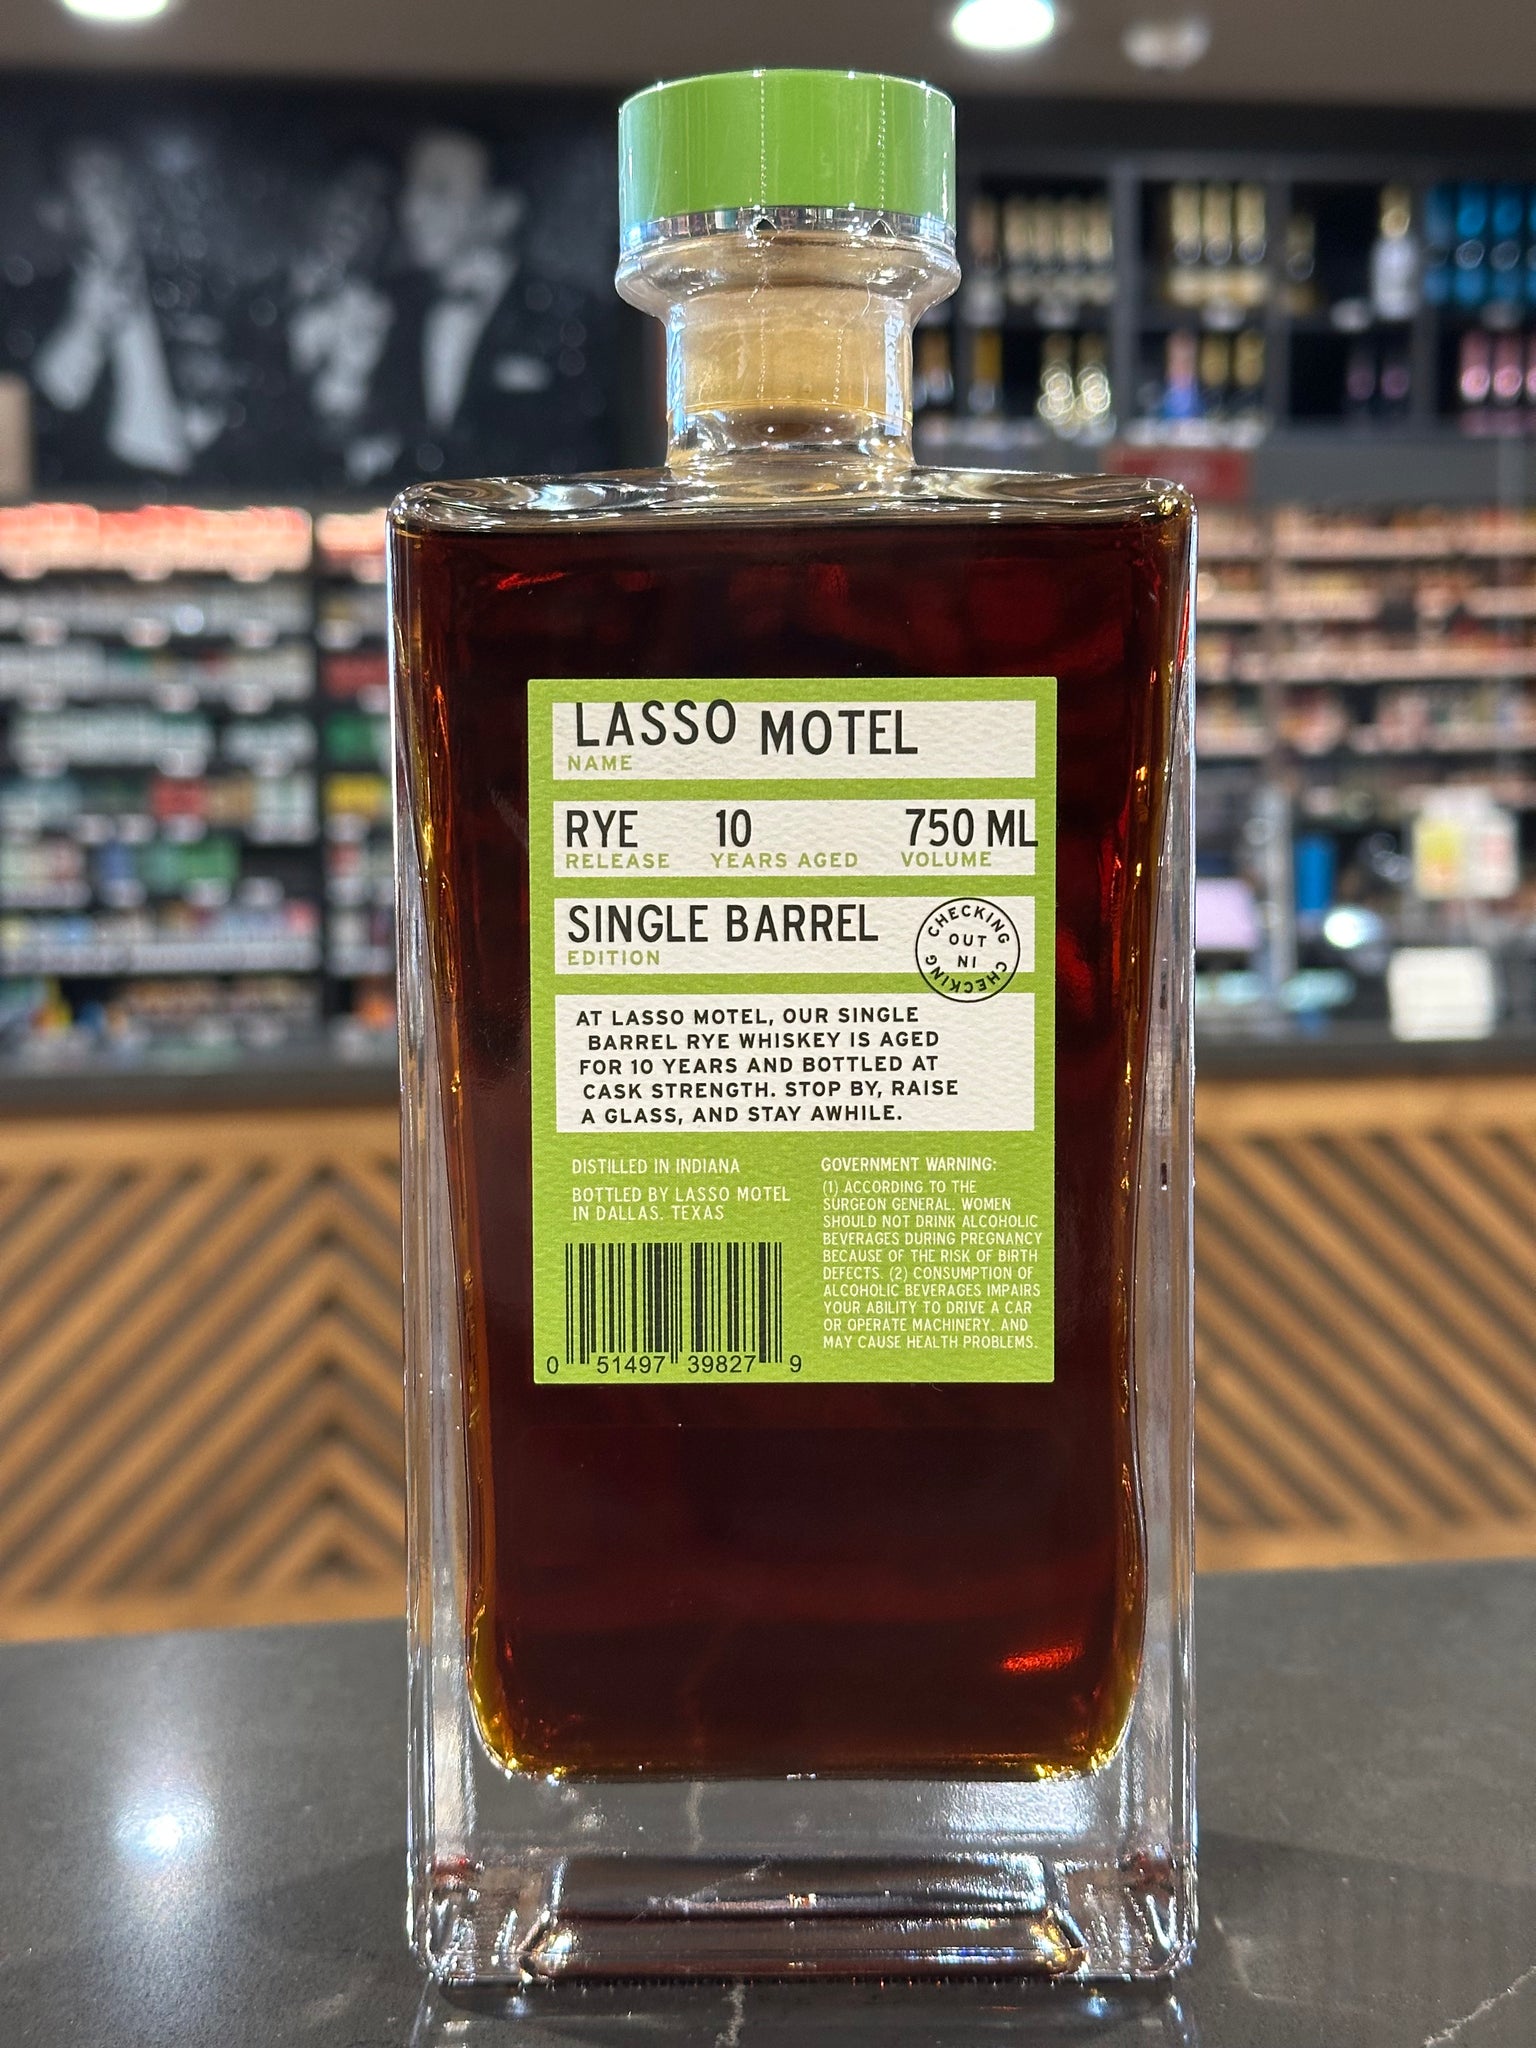 LASSO MOTEL
NAME
RYE 10 750 ML
RELEASE YEARS AGED VOLUME
SINGLE BARREL
EDITION
CHECKING
OUT
IN
CHECKING
AT LASSO MOTEL, OUR SINGLE
BARREL RYE WHISKEY IS AGED
FOR 10 YEARS AND BOTTLED AT
CASK STRENGTH. STOP BY, RAISE
A GLASS, AND STAY AWHILE.
DISTILLED IN INDIANA
BOTTLED BY LASSO MOTEL
IN DALLAS, TEXAS
0 51497 39827 9
GOVERNMENT WARNING:
(1) ACCORDING TO THE
SURGEON GENERAL, WOMEN
SHOULD NOT DRINK ALCOHOLIC
BEVERAGES DURING PREGNANCY
BECAUSE OF THE RISK OF BIRTH
DEFECTS. (2) CONSUMPTION OF
ALCOHOLIC BEVERAGES IMPAIRS
YOUR ABILITY TO DRIVE A CAR
OR OPERATE MACHINERY, AND
MAY CAUSE HEALTH PROBLEMS.